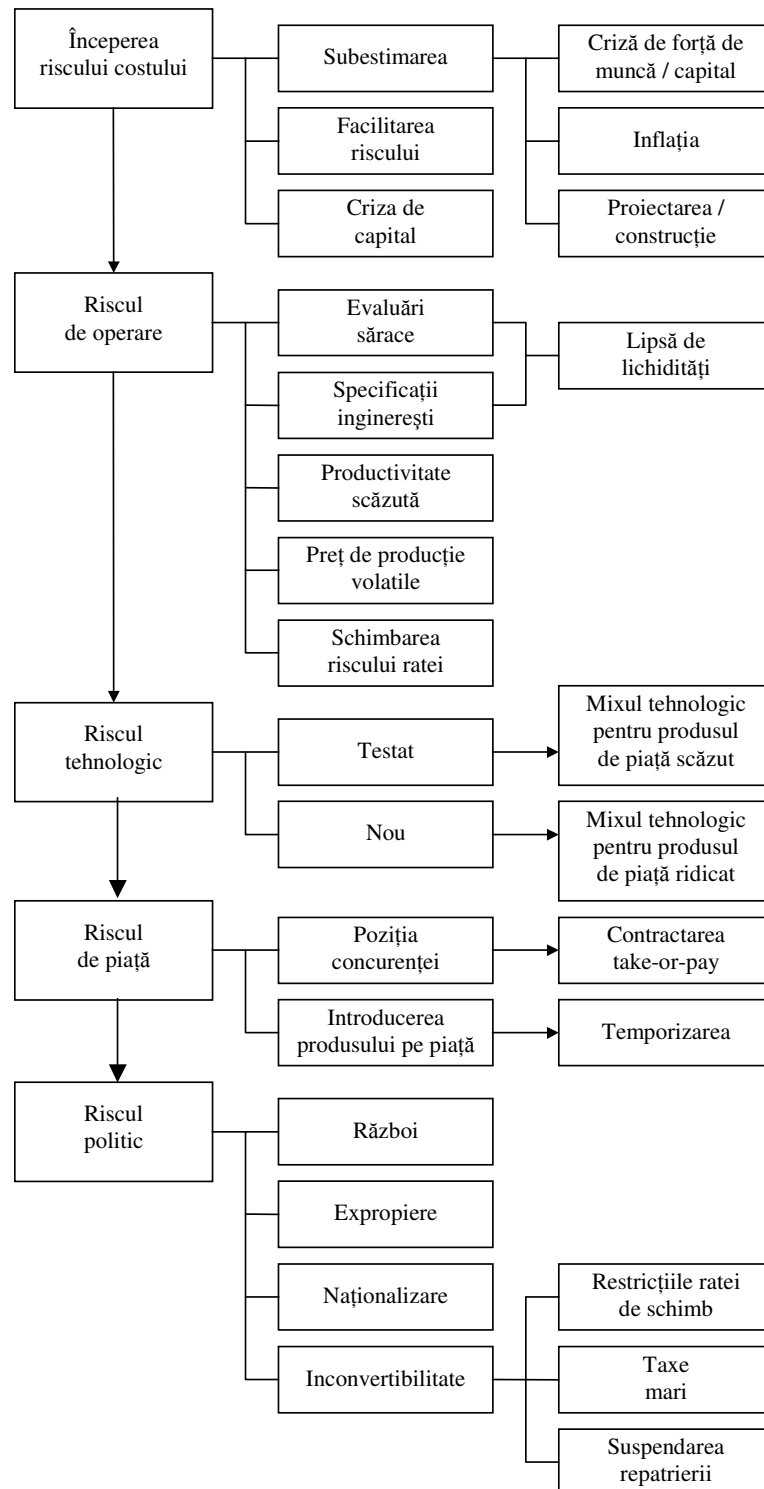 Începerea
riscului costului
Subestimarea
Criză de forță de
muncă / capital
Facilitarea
riscului
Inflația
Criza de
capital
Proiectarea /
construcție
Riscul
de operare
Evaluări
sărace
Lipsă de
lichidități
Specificații
inginereşti
Productivitate
scăzută
Preț de producție
volatile
Schimbarea
riscului ratei
Riscul
tehnologic
Testat
Mixul tehnologic
pentru produsul
de piață scăzut
Nou
Mixul tehnologic
pentru produsul
de piață ridicat
Riscul
de piață
Poziția
concurenței
Contractarea
take-or-pay
Introducerea
produsului pe piață
Temporizarea
Riscul
politic
Război
Expropiere
Naționalizare
Restricțiile ratei
de schimb
Inconvertibilitate
Taxe
mari
Suspendarea
repatrierii